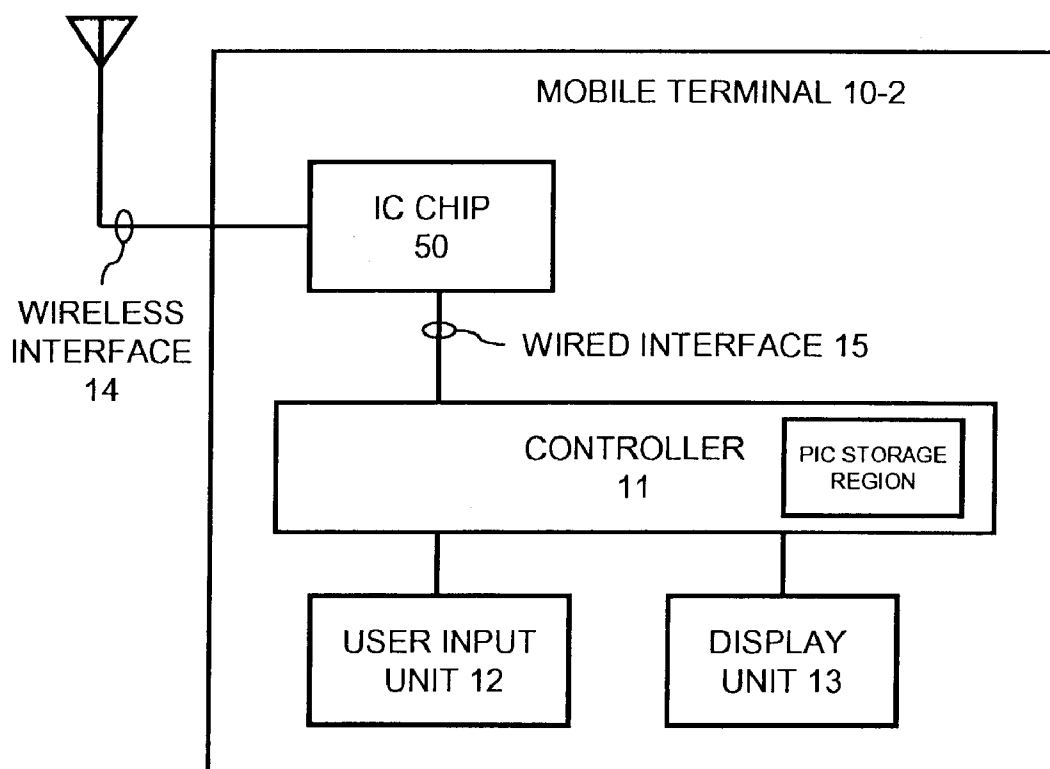 MOBILE TERMINAL 10-2
IC CHIP
50
WIRELESS
INTERFACE
14
WIRED INTERFACE 15
CONTROLLER
11
PIC STORAGE
REGION
USER INPUT
UNIT 12
DISPLAY
UNIT 13